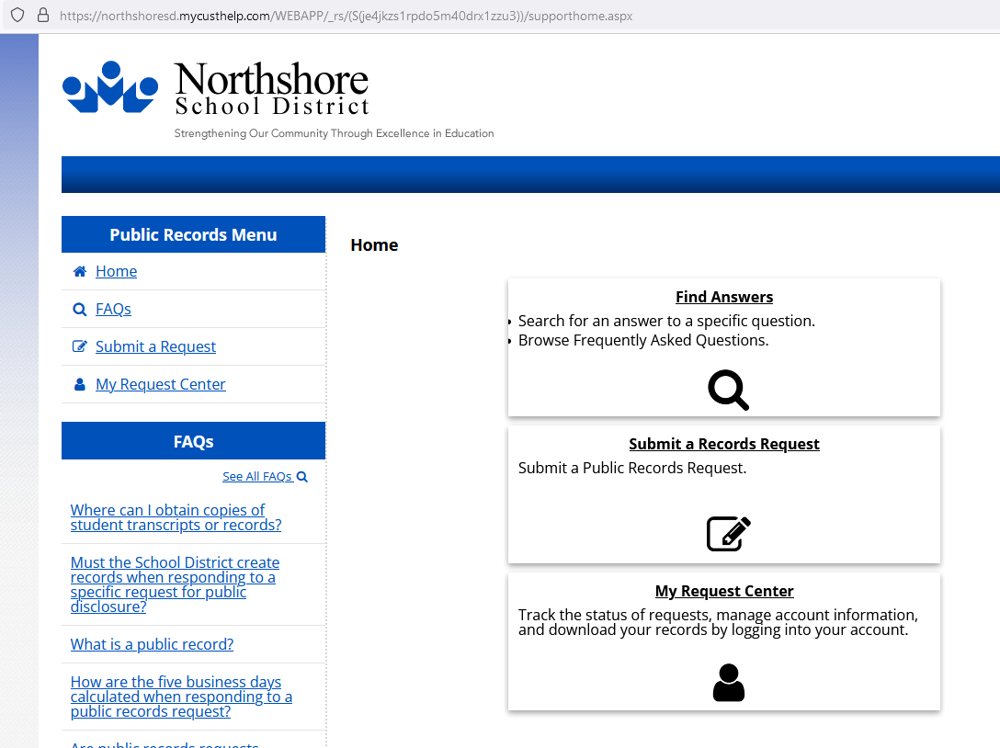 https://northshoresd.mycusthelp.com/WEBAPP/_rs/(S(je4jkzs1rpdo5m40drx1zzu3))/supporthome.aspx
Northshore
School District
Strengthening Our Community Through Excellence in Education
Public Records Menu
Home
FAQs
Submit a Request
My Request Center
FAQs
See All FAQs
Where can I obtain copies of
student transcripts or records?
Must the School District create
records when responding to a
specific request for public
disclosure?
What is a public record?
How are the five business days
calculated when responding to a
public records request?
Are public records requests
Home
Find Answers
• Search for an answer to a specific question.
• Browse Frequently Asked Questions.
Submit a Records Request
Submit a Public Records Request.
My Request Center
Track the status of requests, manage account information,
and download your records by logging into your account.